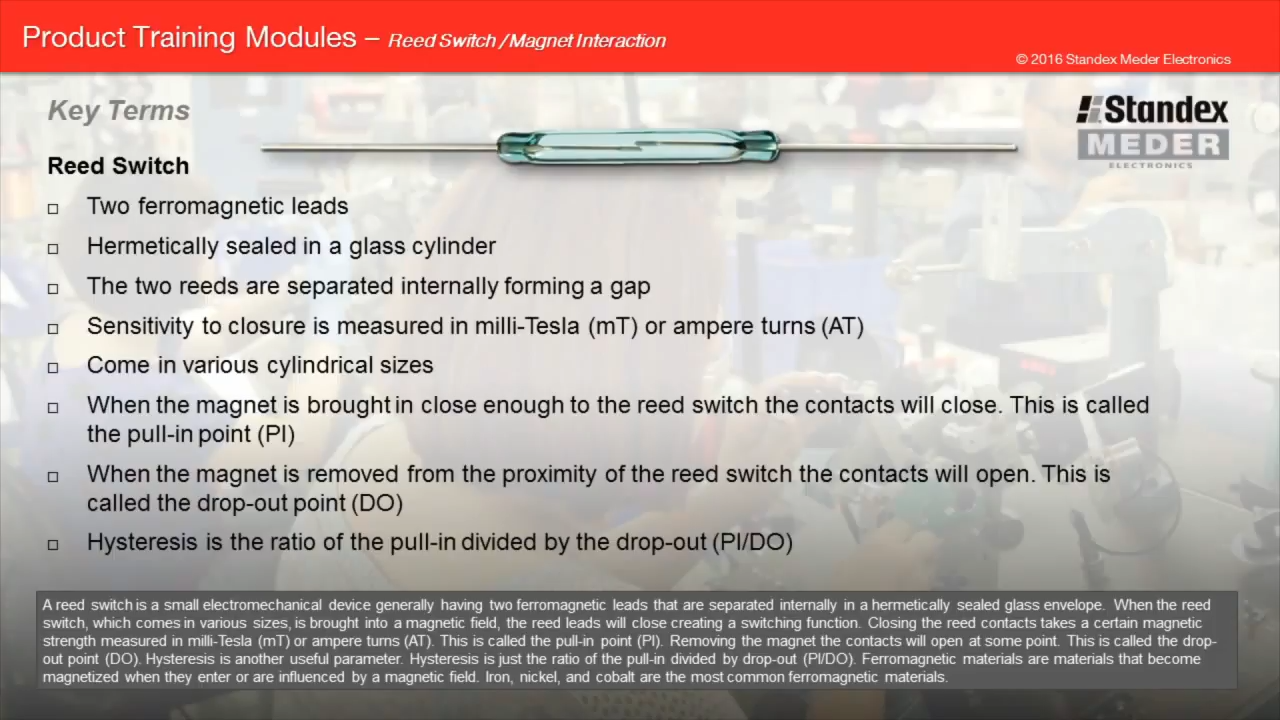 Product Training Modules – Reed Switch / Magnet Interaction
© 2016 Standex Meder Electronics
Key Terms
Standex
MEDER
ELECTRONICS
Reed Switch
□ Two ferromagnetic leads
□ Hermetically sealed in a glass cylinder
□ The two reeds are separated internally forming a gap
□ Sensitivity to closure is measured in milli-Tesla (mT) or ampere turns (AT)
□ Come in various cylindrical sizes
□ When the magnet is brought in close enough to the reed switch the contacts will close. This is called
the pull-in point (PI)
□ When the magnet is removed from the proximity of the reed switch the contacts will open. This is
called the drop-out point (DO)
□ Hysteresis is the ratio of the pull-in divided by the drop-out (PI/DO)
A reed switch is a small electromechanical device generally having two ferromagnetic leads that are separated internally in a hermetically sealed glass envelope. When the reed
switch, which comes in various sizes, is brought into a magnetic field, the reed leads will close creating a switching function. Closing the reed contacts takes a certain magnetic
strength measured in milli-Tesla (mT) or ampere turns (AT). This is called the pull-in point (PI). Removing the magnet the contacts will open at some point. This is called the drop-
out point (DO). Hysteresis is another useful parameter. Hysteresis is just the ratio of the pull-in divided by drop-out (PI/DO). Ferromagnetic materials are materials that become
magnetized when they enter or are influenced by a magnetic field. Iron, nickel, and cobalt are the most common ferromagnetic materials.